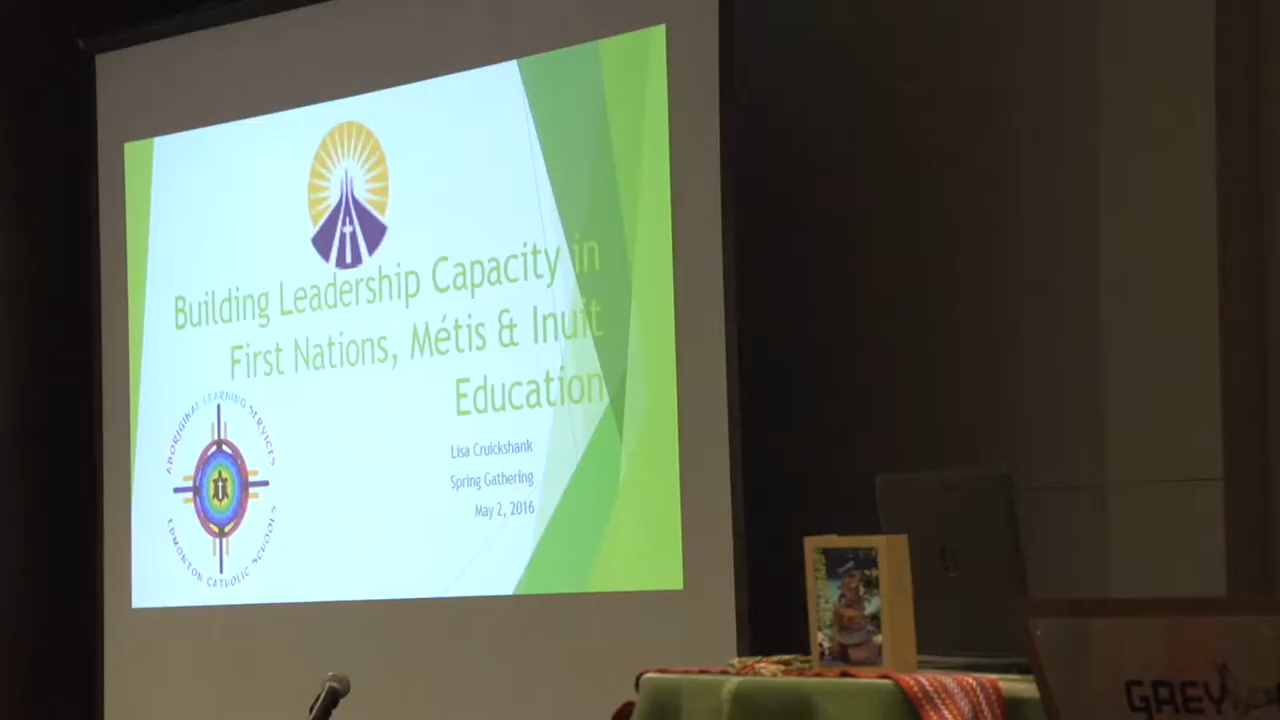 Building Leadership Capacity in
First Nations, Métis & Inuit
Education
ABORIGINAL LEARNING SERVICES
EDMONTON CATHOLIC SCHOOLS
Lisa Cruickshank
Spring Gathering
May 2, 2016
GREY